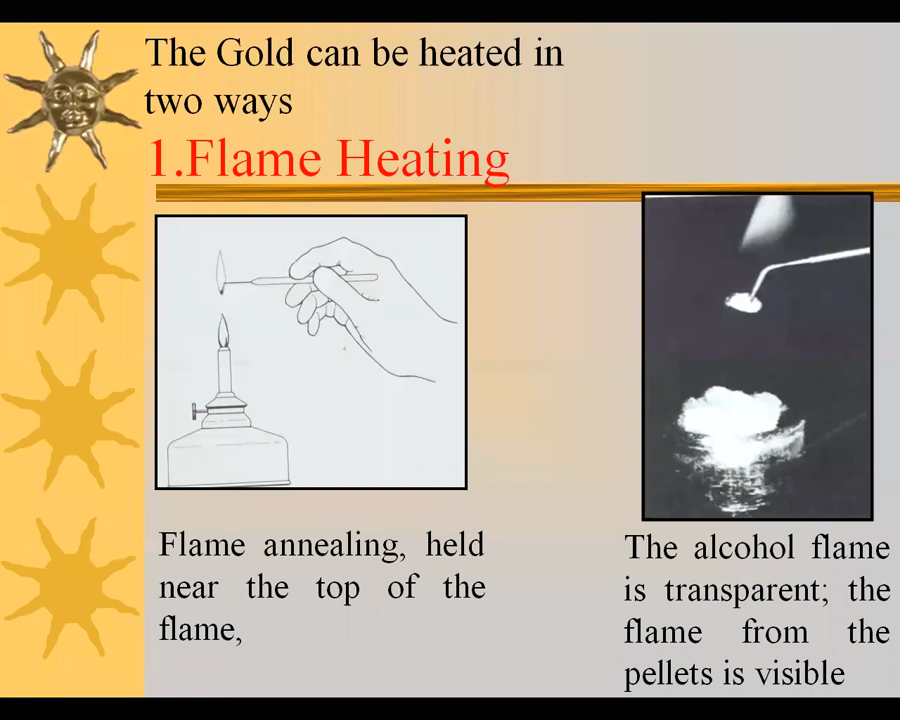 The Gold can be heated in
two ways
1.Flame Heating
Flame annealing, held
near the top of the
flame,
The alcohol flame
is transparent; the
flame from the
pellets is visible